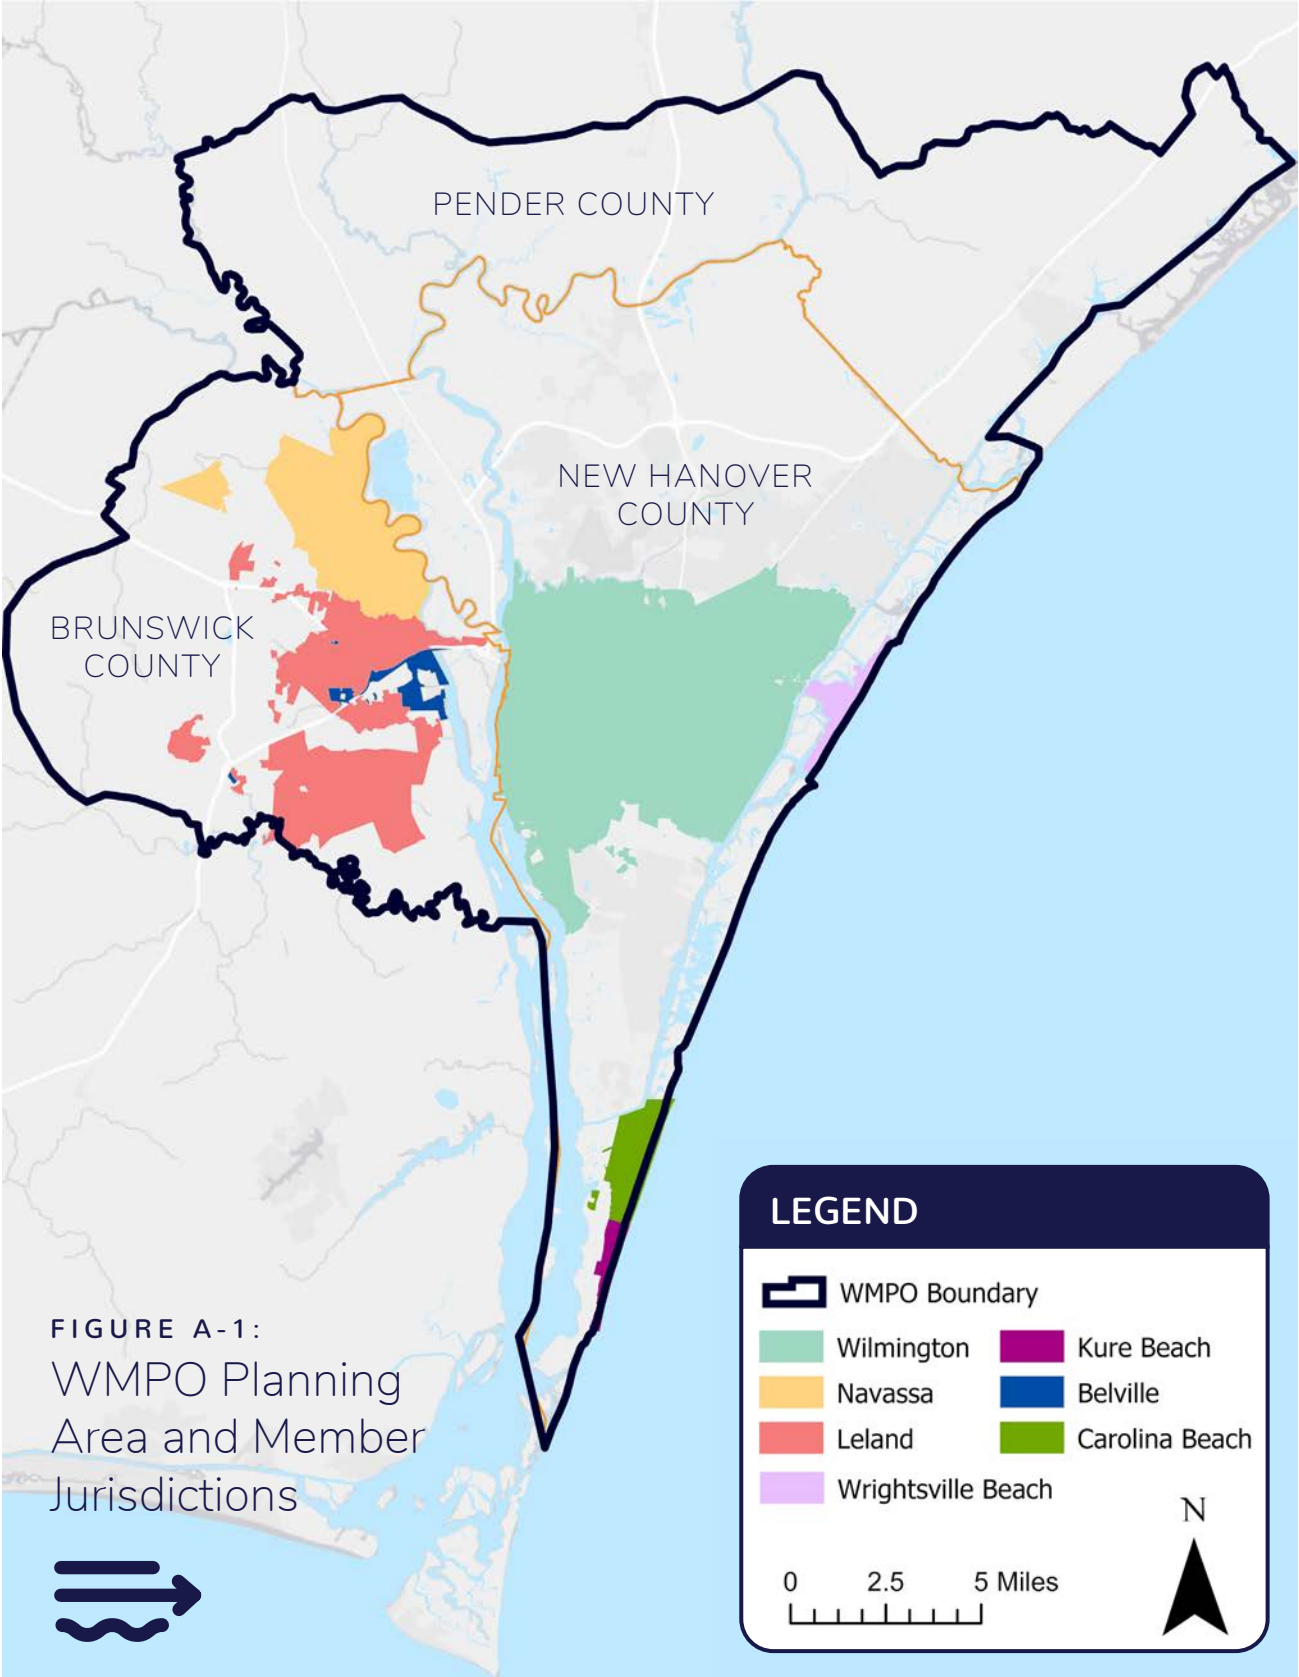 PENDER COUNTY
NEW HANOVER
COUNTY
BRUNSWICK
COUNTY
FIGURE A-1:
WMPO Planning
Area and Member
Jurisdictions
LEGEND
WMPO Boundary
Wilmington
Kure Beach
Navassa
Belville
Leland
Carolina Beach
Wrightsville Beach
N
0 2.5 5 Miles